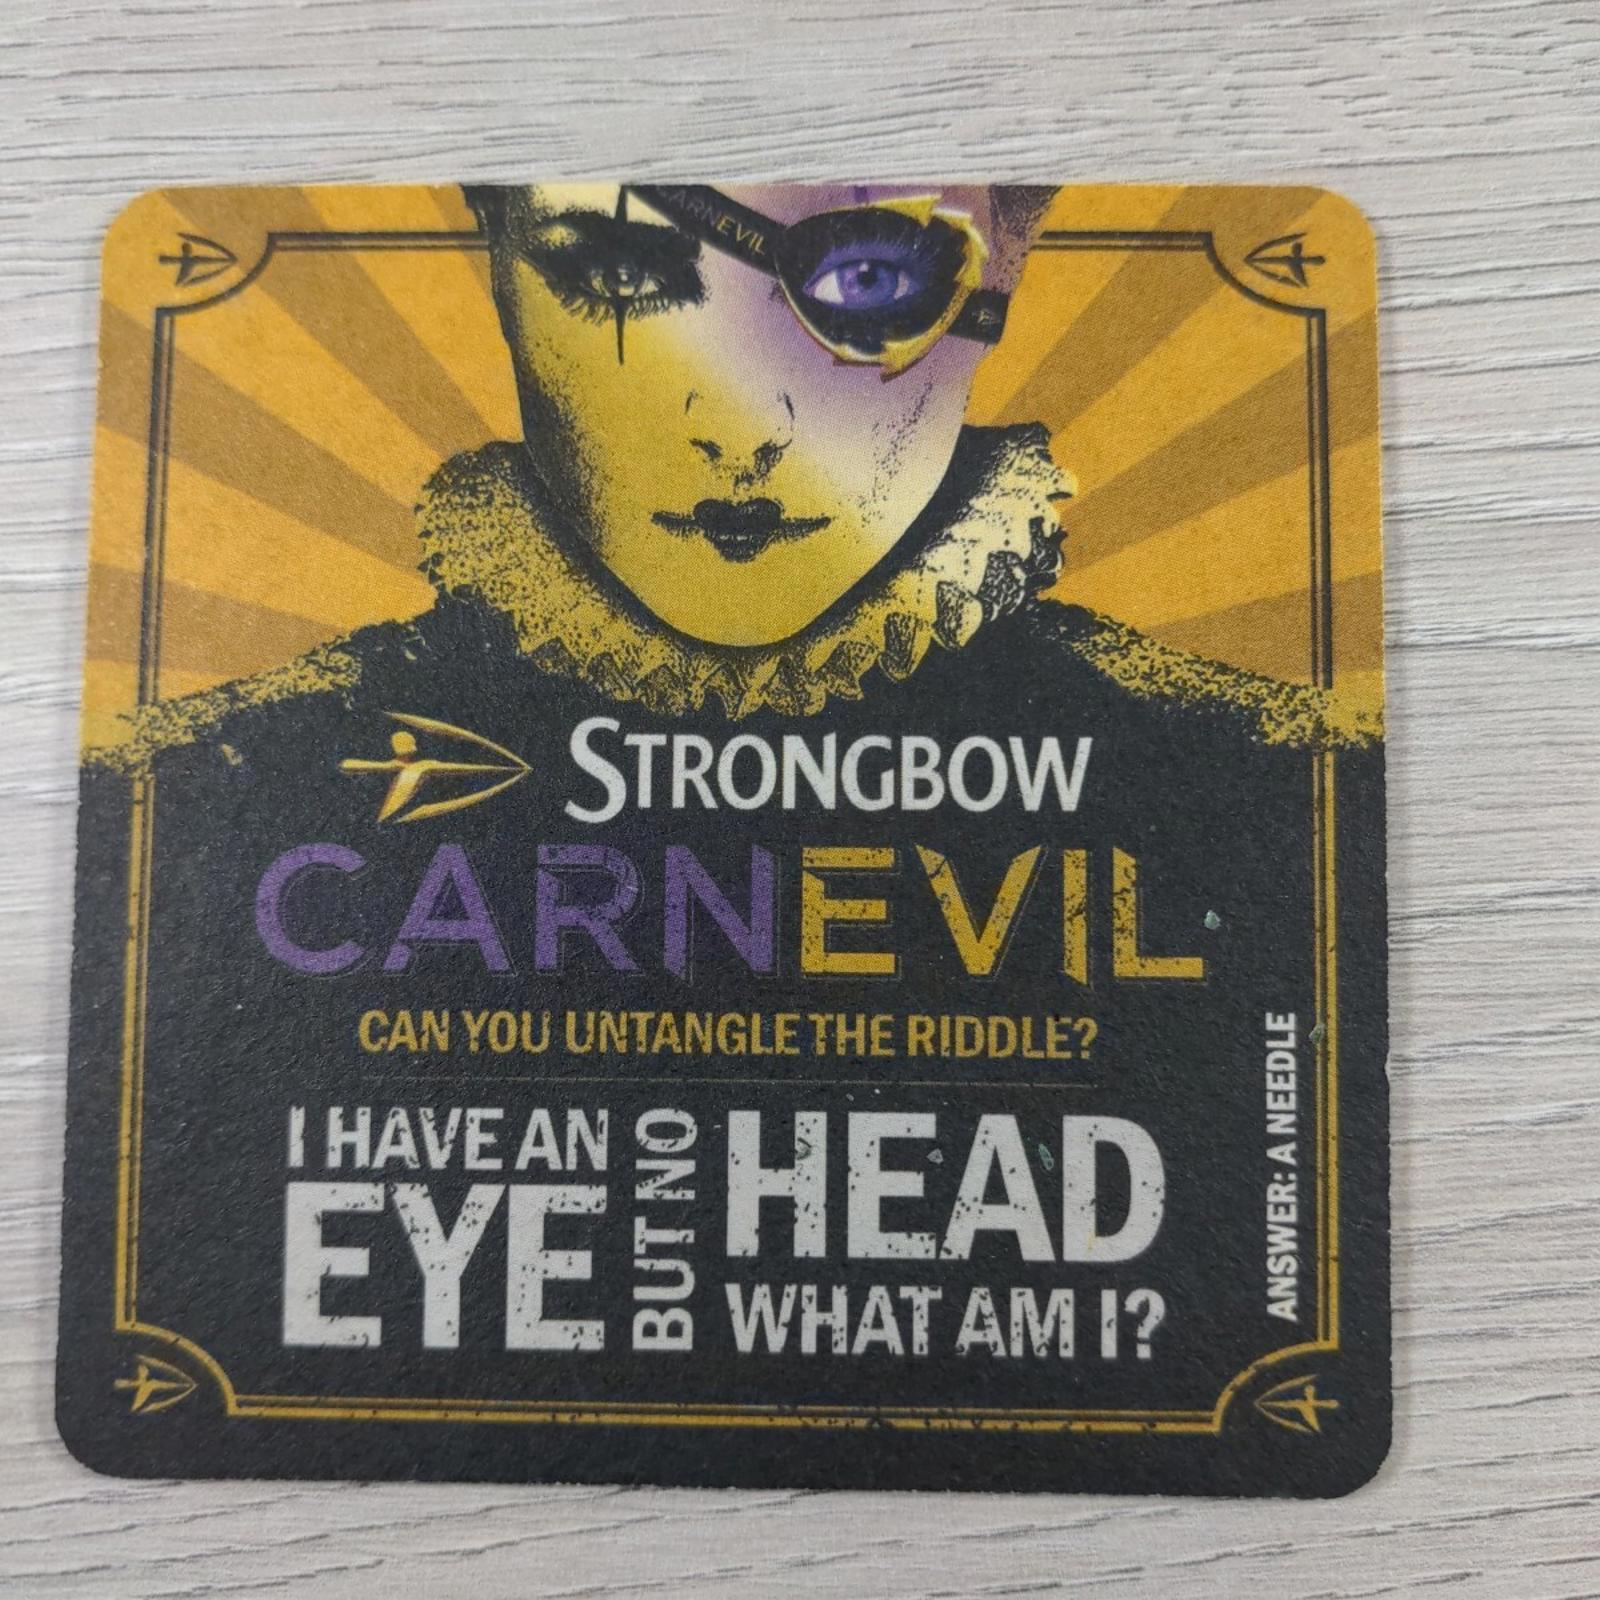 CARNEVIL
STRONGBOW
CARNEVIL
CAN YOU UNTANGLE THE RIDDLE?
I HAVE AN
EYE
BUT NO
HEAD
WHAT AM I?
ANSWER: A NEEDLE